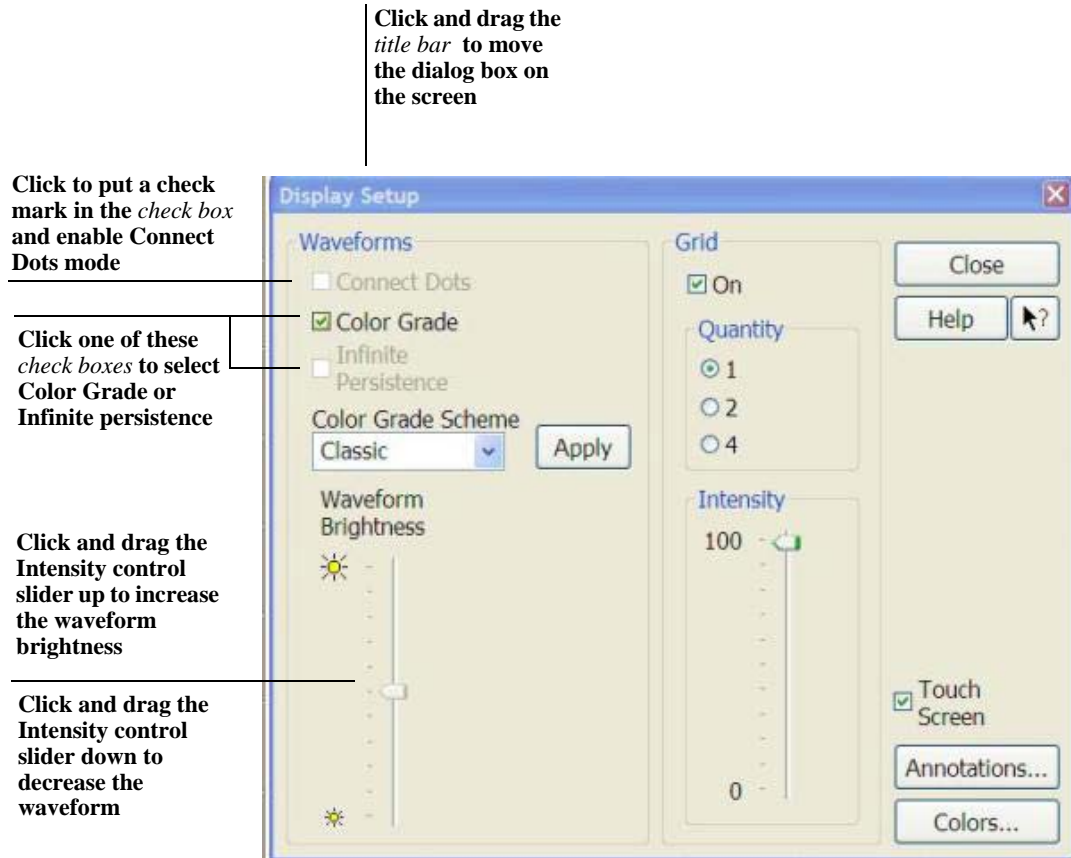 Click and drag the
title bar to move
the dialog box on
the screen
Click to put a check
mark in the check box
and enable Connect
Dots mode
Click one of these
check boxes to select
Color Grade or
Infinite persistence
Click and drag the
Intensity control
slider up to increase
the waveform
brightness
Click and drag the
Intensity control
slider down to
decrease the
waveform
Display Setup
Waveforms
Connect Dots
Color Grade
Infinite
Persistence
Color Grade Scheme
Classic
Apply
Waveform
Brightness
Grid
On
Quantity
1
2
4
Intensity
100
0
Close
Help
?
Touch
Screen
Annotations...
Colors...